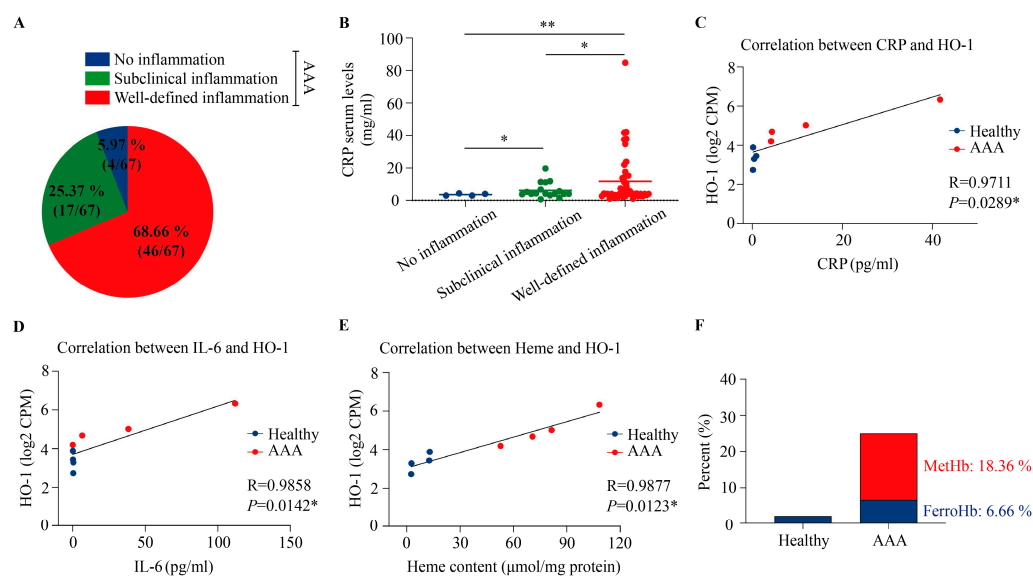 A
No inflammation
Subclinical inflammation
Well-defined inflammation
AAA
5.97 %
(4/67)
25.37 %
(17/67)
68.66 %
(46/67)
B
**
*
*
CRP serum levels
(mg/ml)
100
80
60
40
20
0
No inflammation
Subclinical inflammation
Well-defined inflammation
C
Correlation between CRP and HO-1
HO-1 (log2 CPM)
8
6
4
2
0
0 20 40
CRP (pg/ml)
Healthy
AAA
R=0.9711
P=0.0289*
D
Correlation between IL-6 and HO-1
HO-1 (log2 CPM)
8
6
4
2
0
0 50 100 150
IL-6 (pg/ml)
Healthy
AAA
R=0.9858
P=0.0142*
E
Correlation between Heme and HO-1
HO-1 (log2 CPM)
8
6
4
2
0
0 30 60 90 120
Heme content (μmol/mg protein)
Healthy
AAA
R=0.9877
P=0.0123*
F
Percent (%)
40
30
20
10
0
Healthy AAA
MetHb: 18.36 %
FerroHb: 6.66 %